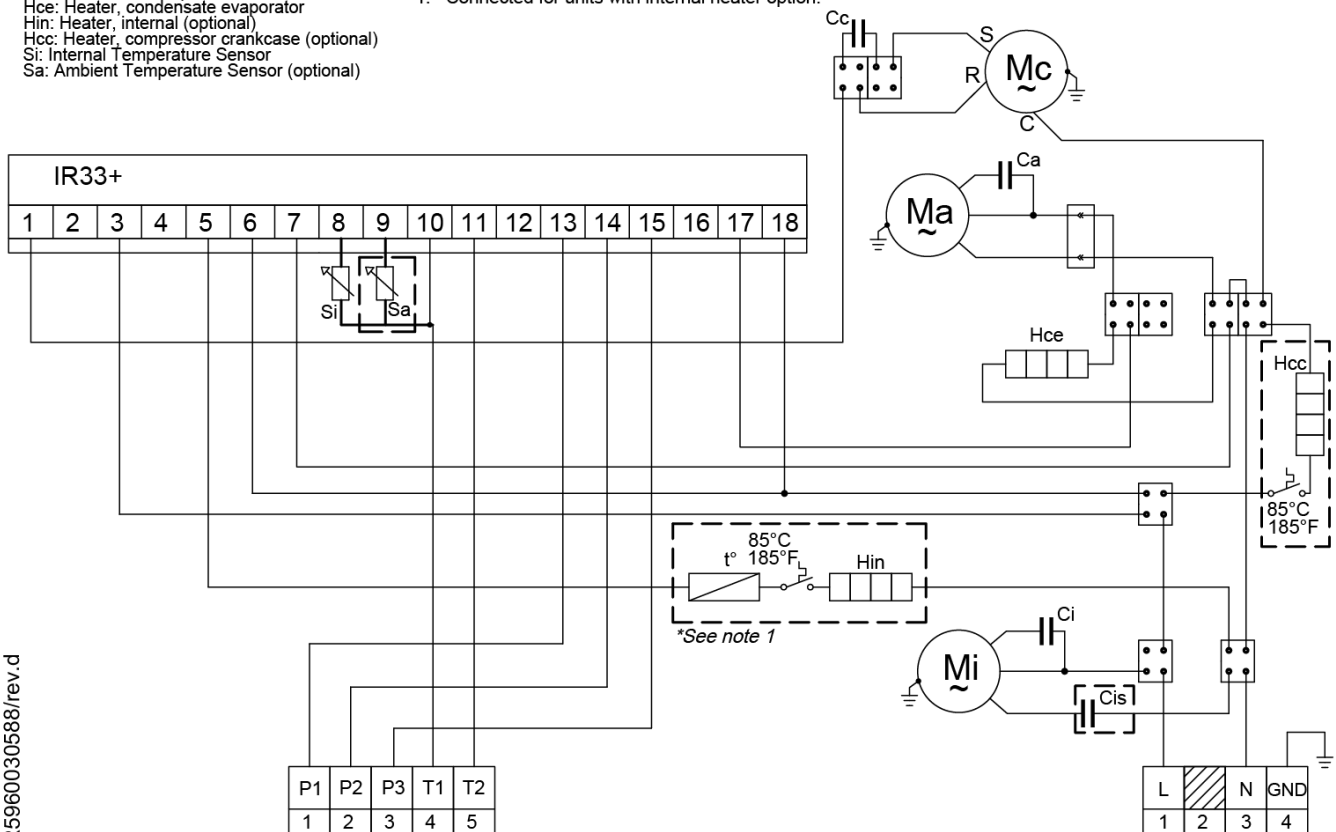 Hce: Heater, condensate evaporator
Hin: Heater, internal (optional)
Hcc: Heater, compressor crankcase (optional)
Si: Internal Temperature Sensor
Sa: Ambient Temperature Sensor (optional)
1. Connected for units with internal heater option.
Cc
S
R
Mc
~
C
IR33+
1 2 3 4 5 6 7 8 9 10 11 12 13 14 15 16 17 18
Ca
Ma
~
Si
Sa
Hce
Hcc
85°C
185°F
85°C
t° 185°F
Hin
*See note 1
Ci
Mi
~
Cis
P1 P2 P3 T1 T2
1 2 3 4 5
L N GND
1 2 3 4
5960030588/rev.d